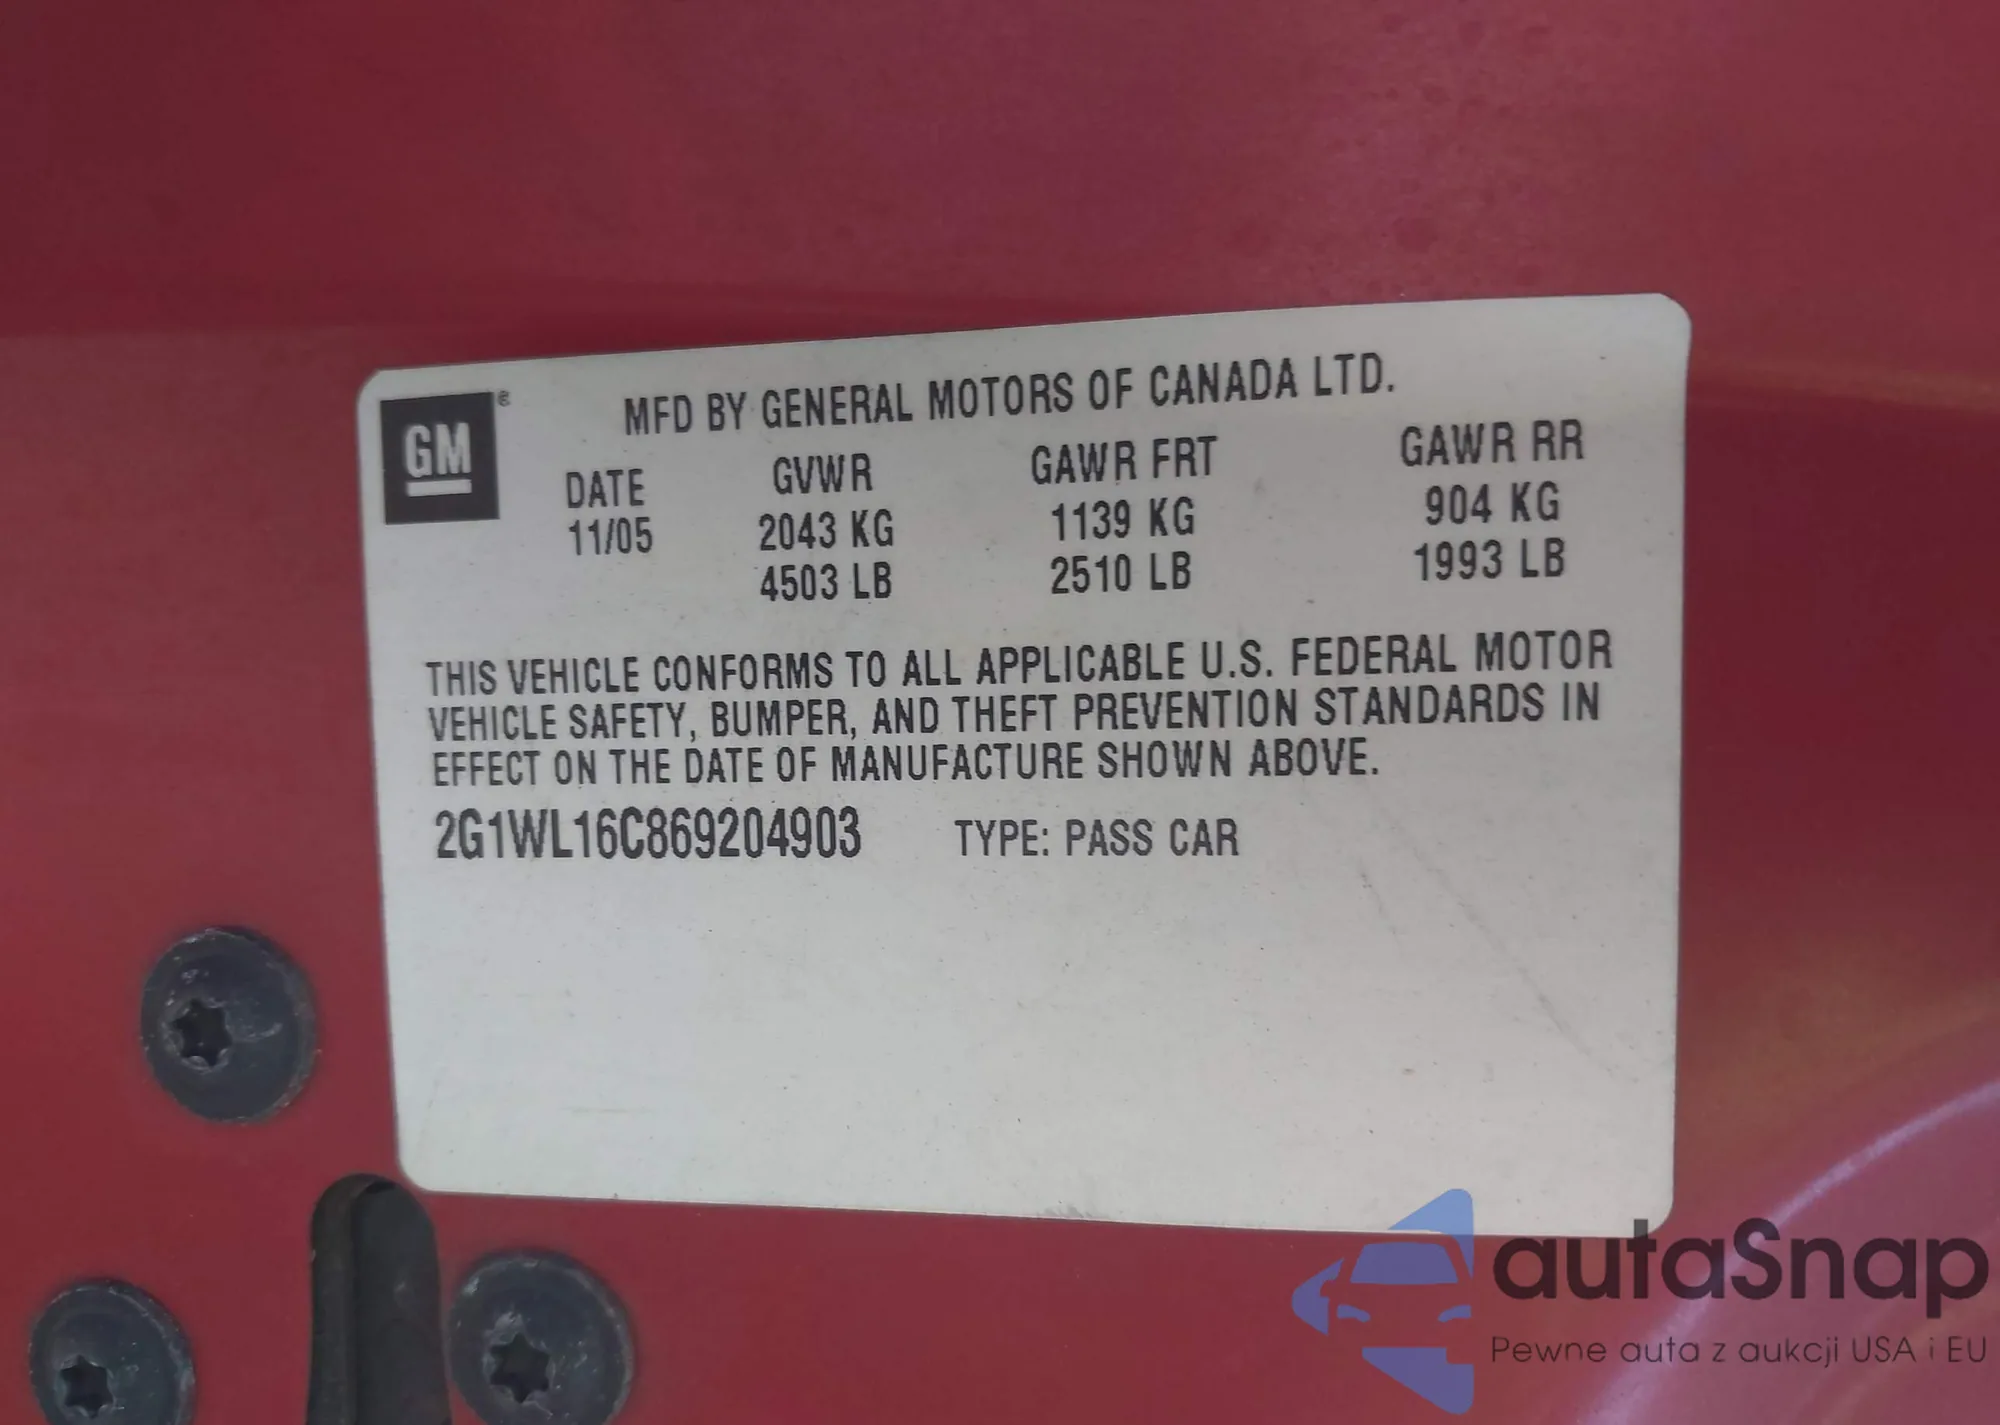 GM®
MFD BY GENERAL MOTORS OF CANADA LTD.
DATE GVWR GAWR FRT GAWR RR
11/05 2043 KG 1139 KG 904 KG
4503 LB 2510 LB 1993 LB
THIS VEHICLE CONFORMS TO ALL APPLICABLE U.S. FEDERAL MOTOR
VEHICLE SAFETY, BUMPER, AND THEFT PREVENTION STANDARDS IN
EFFECT ON THE DATE OF MANUFACTURE SHOWN ABOVE.
2G1WL16C869204903 TYPE: PASS CAR
autaSnap
Pewne auta z aukcji USA i EU